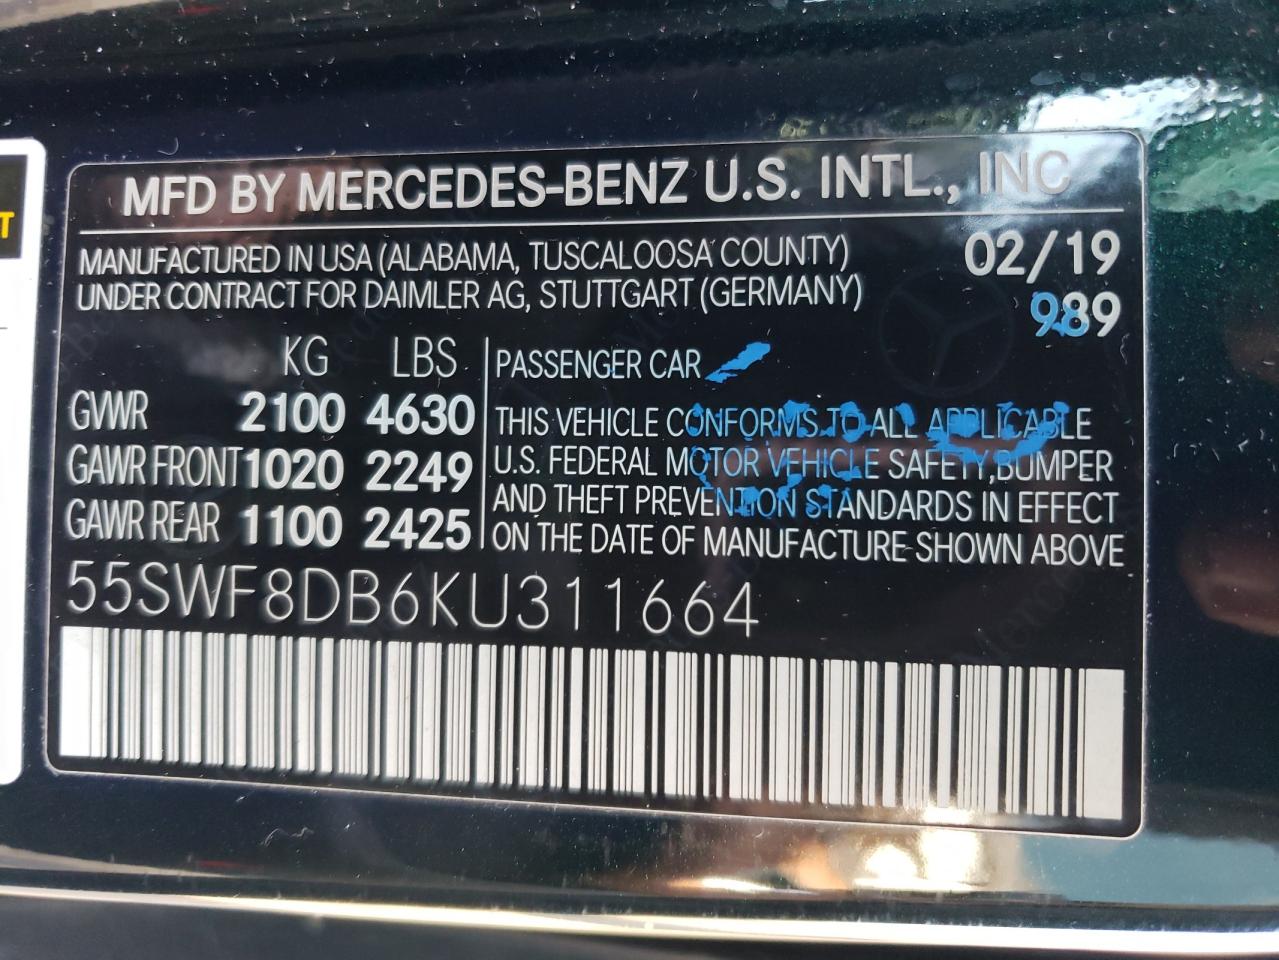 T
MFD BY MERCEDES-BENZ U.S. INTL., INC
MANUFACTURED IN USA (ALABAMA, TUSCALOOSA COUNTY) 02/19
UNDER CONTRACT FOR DAIMLER AG, STUTTGART (GERMANY) 989
KG LBS
GVWR 2100 4630
GAWR FRONT 1020 2249
GAWR REAR 1100 2425
PASSENGER CAR
THIS VEHICLE CONFORMS TO ALL APPLICABLE
U.S. FEDERAL MOTOR VEHICLE SAFETY, BUMPER
AND THEFT PREVENTION STANDARDS IN EFFECT
ON THE DATE OF MANUFACTURE SHOWN ABOVE
55SWF8DB6KU311664